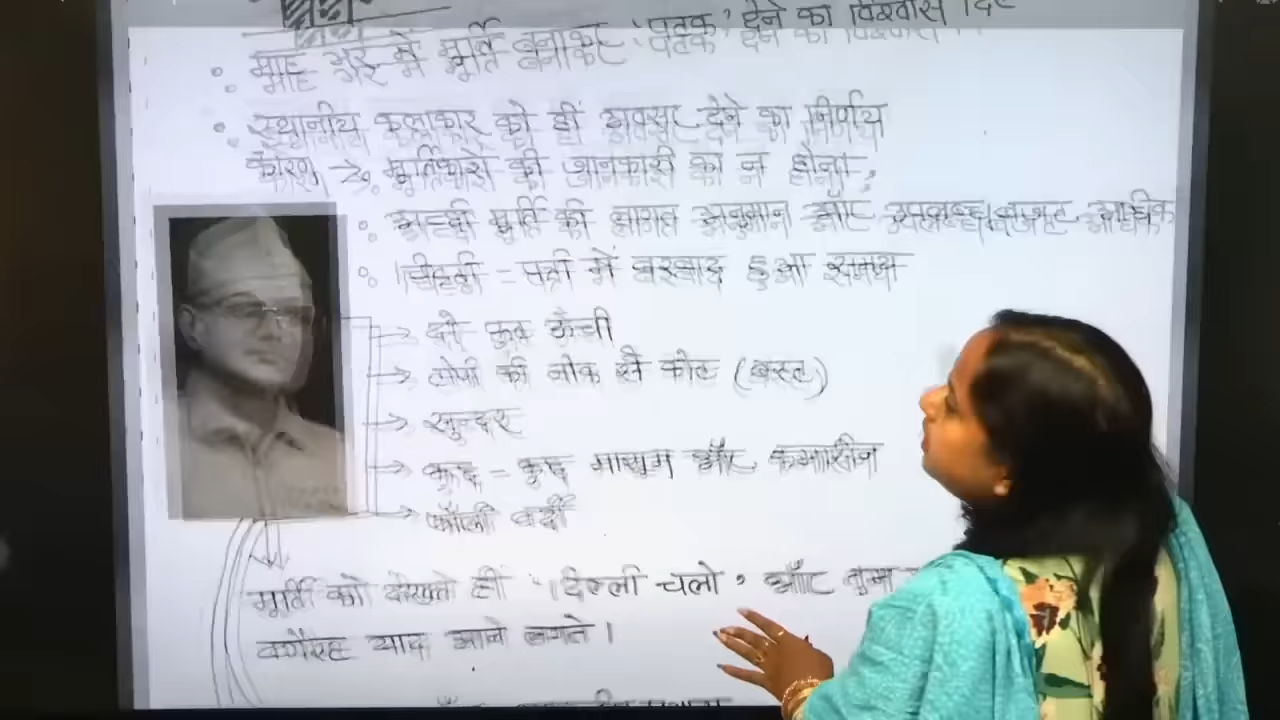 माह भर में मूर्ति बनाकर 'पटक' देने का विश्वास
स्थानीय कलाकार को ही अवसर देने का निर्णय
कारण → मूर्तिकारों की जानकारी का न होना,
अच्छी मूर्ति की लागत अनुमान और उपलब्ध बजट अधिक
चिट्ठी - पत्री में बरबाद हुआ समय
→ दो फुट ऊँची
→ टोपी की नोक से कोट (बस्ट)
→ सुन्दर
→ कुछ - कुछ मासूम और कमासीन
→ फौजी वर्दी
मूर्ति को देखते ही "दिल्ली चलो" और तुम
वगैरह याद आने लगते।